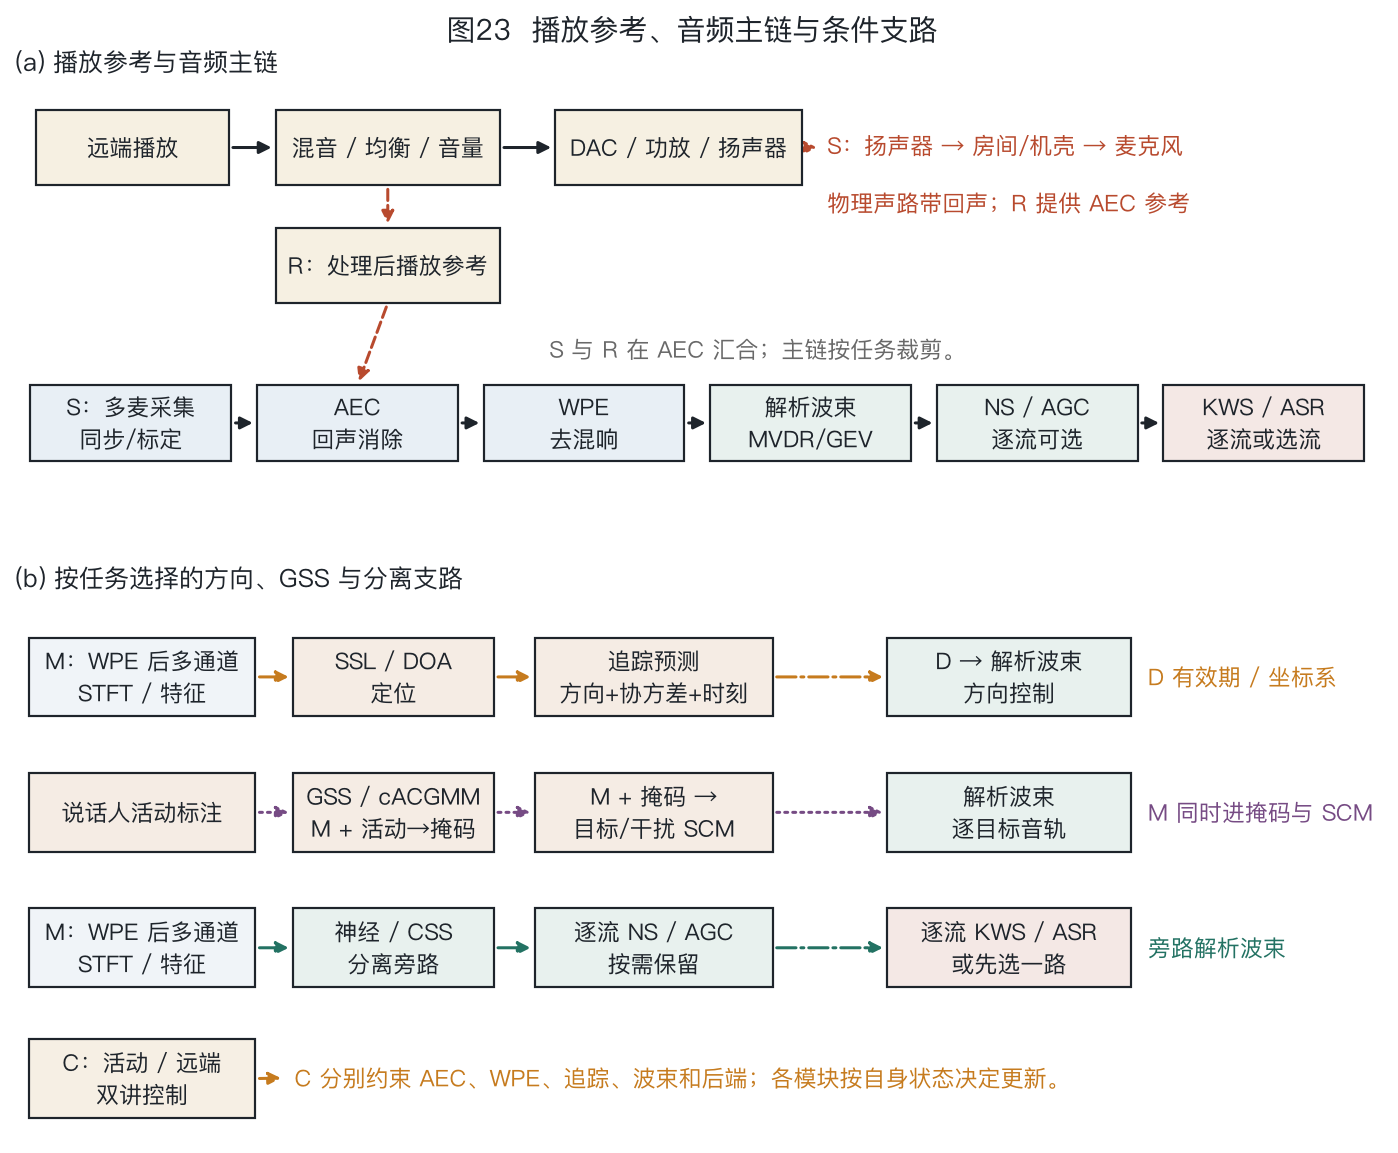 图23 播放参考、音频主链与条件支路
(a) 播放参考与音频主链
远端播放
混音 / 均衡 / 音量
DAC / 功放 / 扬声器
S：扬声器 → 房间/机壳 → 麦克风
物理声路带回声；R 提供 AEC 参考
R：处理后播放参考
S 与 R 在 AEC 汇合；主链按任务裁剪。
S：多麦采集
同步/标定
AEC
回声消除
WPE
去混响
解析波束
MVDR/GEV
NS / AGC
逐流可选
KWS / ASR
逐流或选流
(b) 按任务选择的方向、GSS 与分离支路
M：WPE 后多通道
STFT / 特征
SSL / DOA
定位
追踪预测
方向+协方差+时刻
D → 解析波束
方向控制
D 有效期 / 坐标系
说话人活动标注
GSS / cACGMM
M + 活动→掩码
M + 掩码 →
目标/干扰 SCM
解析波束
逐目标音轨
M 同时进掩码与 SCM
M：WPE 后多通道
STFT / 特征
神经 / CSS
分离旁路
逐流 NS / AGC
按需保留
逐流 KWS / ASR
或先选一路
旁路解析波束
C：活动 / 远端
双讲控制
C 分别约束 AEC、WPE、追踪、波束和后端；各模块按自身状态决定更新。